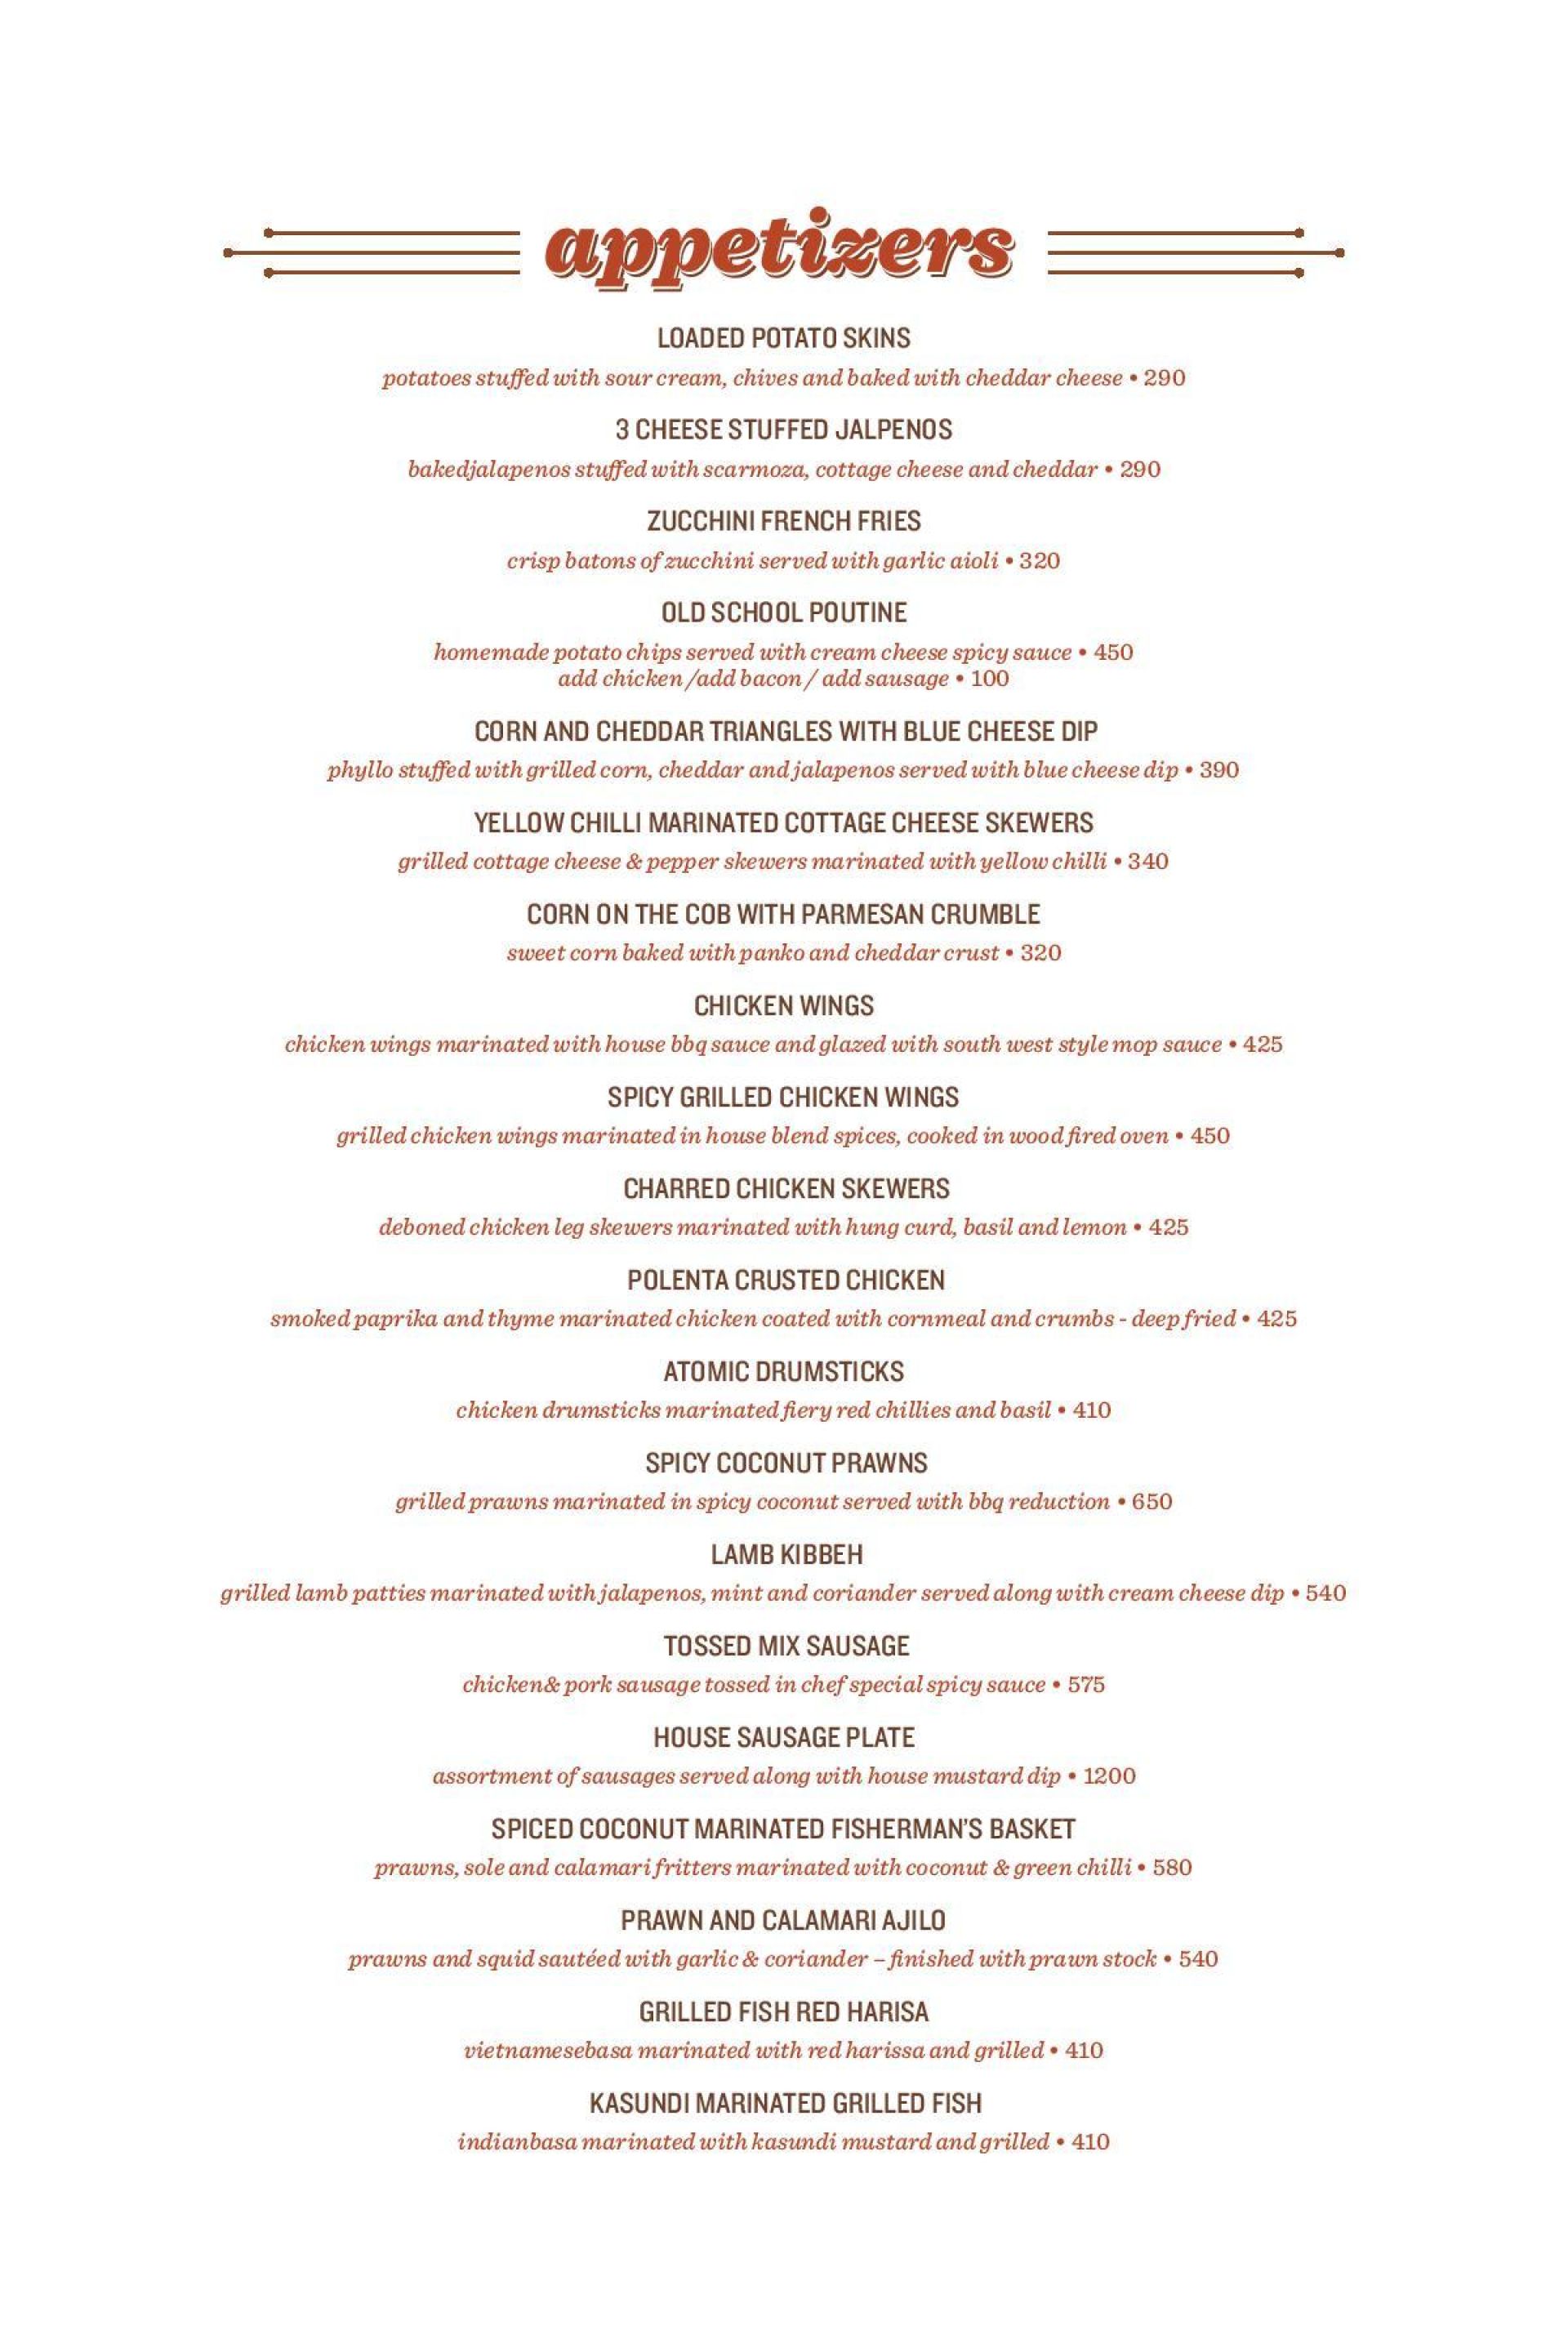 appetizers
LOADED POTATO SKINS
potatoes stuffed with sour cream, chives and baked with cheddar cheese • 290
3 CHEESE STUFFED JALPENOS
bakedjalapenos stuffed with scarmoza, cottage cheese and cheddar • 290
ZUCCHINI FRENCH FRIES
crisp batons of zucchini served with garlic aioli • 320
OLD SCHOOL POUTINE
homemade potato chips served with cream cheese spicy sauce • 450
add chicken /add bacon / add sausage • 100
CORN AND CHEDDAR TRIANGLES WITH BLUE CHEESE DIP
phyllo stuffed with grilled corn, cheddar and jalapenos served with blue cheese dip • 390
YELLOW CHILLI MARINATED COTTAGE CHEESE SKEWERS
grilled cottage cheese & pepper skewers marinated with yellow chilli • 340
CORN ON THE COB WITH PARMESAN CRUMBLE
sweet corn baked with panko and cheddar crust • 320
CHICKEN WINGS
chicken wings marinated with house bbq sauce and glazed with south west style mop sauce • 425
SPICY GRILLED CHICKEN WINGS
grilled chicken wings marinated in house blend spices, cooked in wood fired oven • 450
CHARRED CHICKEN SKEWERS
deboned chicken leg skewers marinated with hung curd, basil and lemon • 425
POLENTA CRUSTED CHICKEN
smoked paprika and thyme marinated chicken coated with cornmeal and crumbs - deep fried • 425
ATOMIC DRUMSTICKS
chicken drumsticks marinated fiery red chillies and basil • 410
SPICY COCONUT PRAWNS
grilled prawns marinated in spicy coconut served with bbq reduction • 650
LAMB KIBBEH
grilled lamb patties marinated with jalapenos, mint and coriander served along with cream cheese dip • 540
TOSSED MIX SAUSAGE
chicken& pork sausage tossed in chef special spicy sauce • 575
HOUSE SAUSAGE PLATE
assortment of sausages served along with house mustard dip • 1200
SPICED COCONUT MARINATED FISHERMAN'S BASKET
prawns, sole and calamari fritters marinated with coconut & green chilli • 580
PRAWN AND CALAMARI AJILO
prawns and squid sautéed with garlic & coriander – finished with prawn stock • 540
GRILLED FISH RED HARISA
vietnamesebasa marinated with red harissa and grilled • 410
KASUNDI MARINATED GRILLED FISH
indianbasa marinated with kasundi mustard and grilled • 410